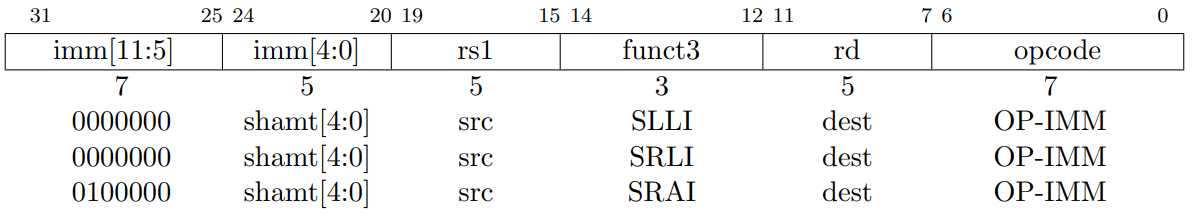 31 25 24 20 19 15 14 12 11 7 6 0
imm[11:5] imm[4:0] rs1 funct3 rd opcode
7 5 5 3 5 7
0000000 shamt[4:0] src SLLI dest OP-IMM
0000000 shamt[4:0] src SRLI dest OP-IMM
0100000 shamt[4:0] src SRAI dest OP-IMM